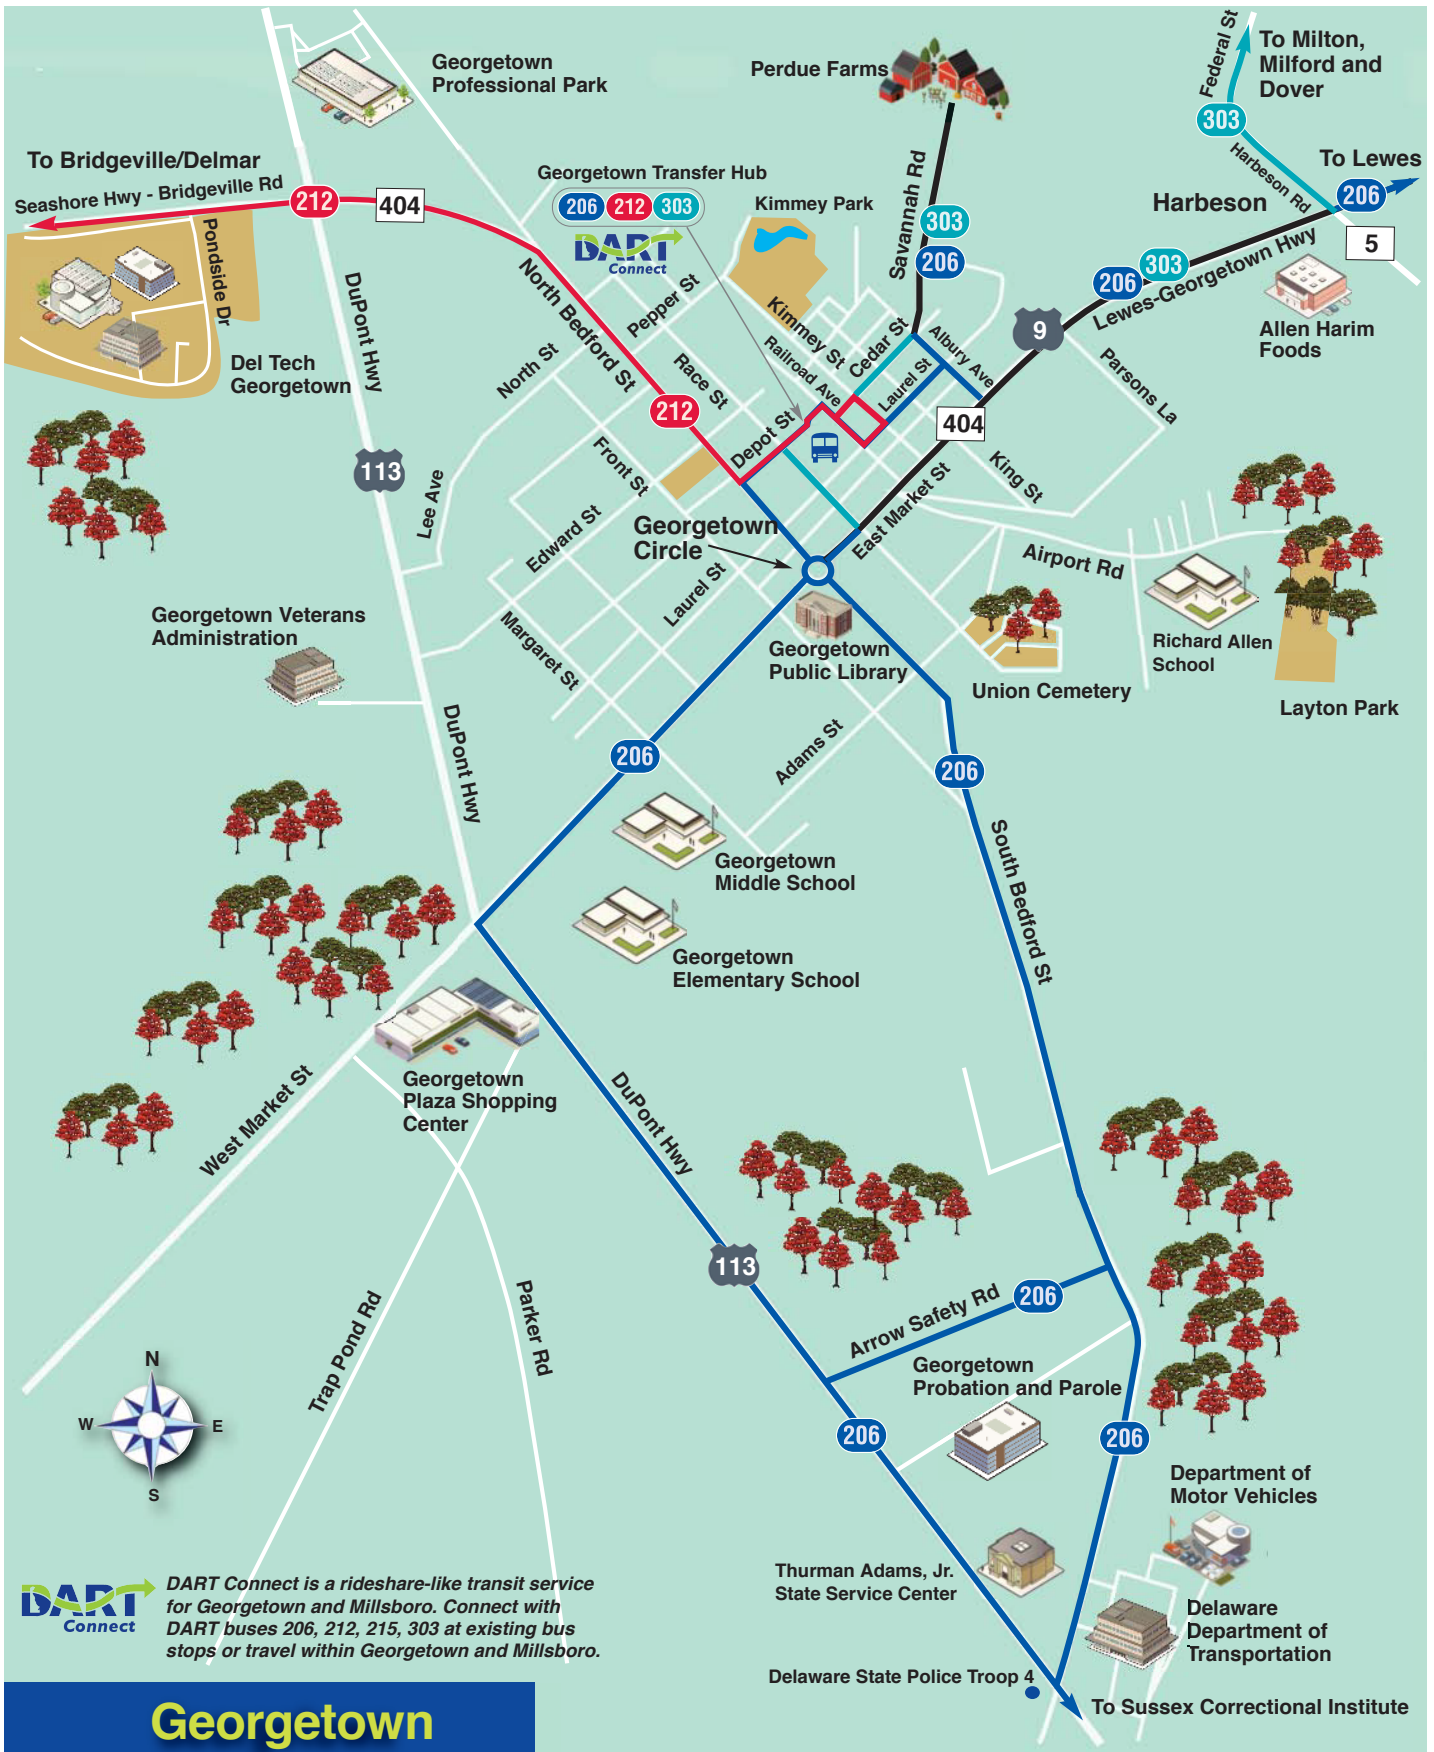 Federal St
To Milton,
Milford and
Dover
303
Harbeson Rd
To Lewes
206
Harbeson
5
Georgetown
Professional Park
Perdue Farms
To Bridgeville/Delmar
Seashore Hwy - Bridgeville Rd
212
404
Georgetown Transfer Hub
206 212 303
DART
Connect
Kimmey Park
Savannah Rd
303
206
206
303
Lewes-Georgetown Hwy
Allen Harim
Foods
9
Pondside Dr
Del Tech
Georgetown
DuPont Hwy
North Bedford St
Pepper St
North St
Race St
Kimmey St
Railroad Ave
Cedar St
Laurel St
Albury Ave
Parsons La
212
404
Depot St
Front St
113
Lee Ave
Edward St
King St
East Market St
Georgetown
Circle
Airport Rd
Laurel St
Margaret St
Georgetown Veterans
Administration
Georgetown
Public Library
Union Cemetery
Richard Allen
School
Layton Park
DuPont Hwy
206
Adams St
206
Georgetown
Middle School
South Bedford St
Georgetown
Elementary School
Georgetown
Plaza Shopping
Center
West Market St
DuPont Hwy
113
Trap Pond Rd
Parker Rd
Arrow Safety Rd
206
Georgetown
Probation and Parole
206
206
N
W
E
S
Department of
Motor Vehicles
Thurman Adams, Jr.
State Service Center
Delaware
Department of
Transportation
Delaware State Police Troop 4
To Sussex Correctional Institute
DART
Connect
DART Connect is a rideshare-like transit service
for Georgetown and Millsboro. Connect with
DART buses 206, 212, 215, 303 at existing bus
stops or travel within Georgetown and Millsboro.
Georgetown